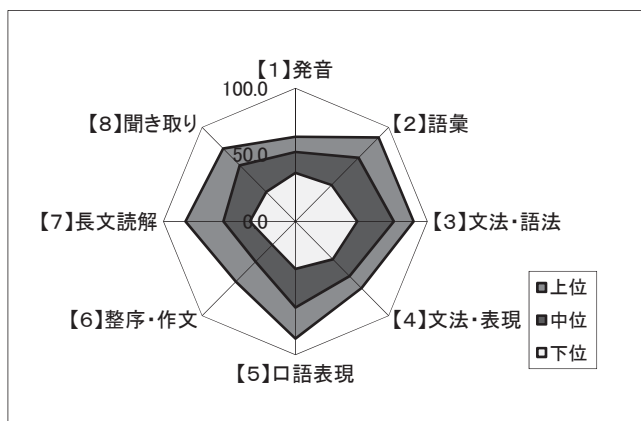 【1】発音
100.0
【8】聞き取り
【2】語彙
50.0
【7】長文読解
0.0
【3】文法・語法
【6】整序・作文
【4】文法・表現
【5】口語表現
上位
中位
下位